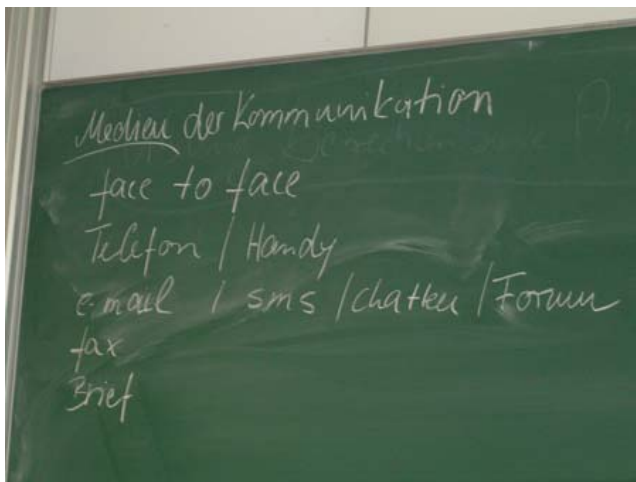 Medien der Kommunikation
face to face
Telefon / Handy
e-mail / sms / chatten / Forum
fax
Brief